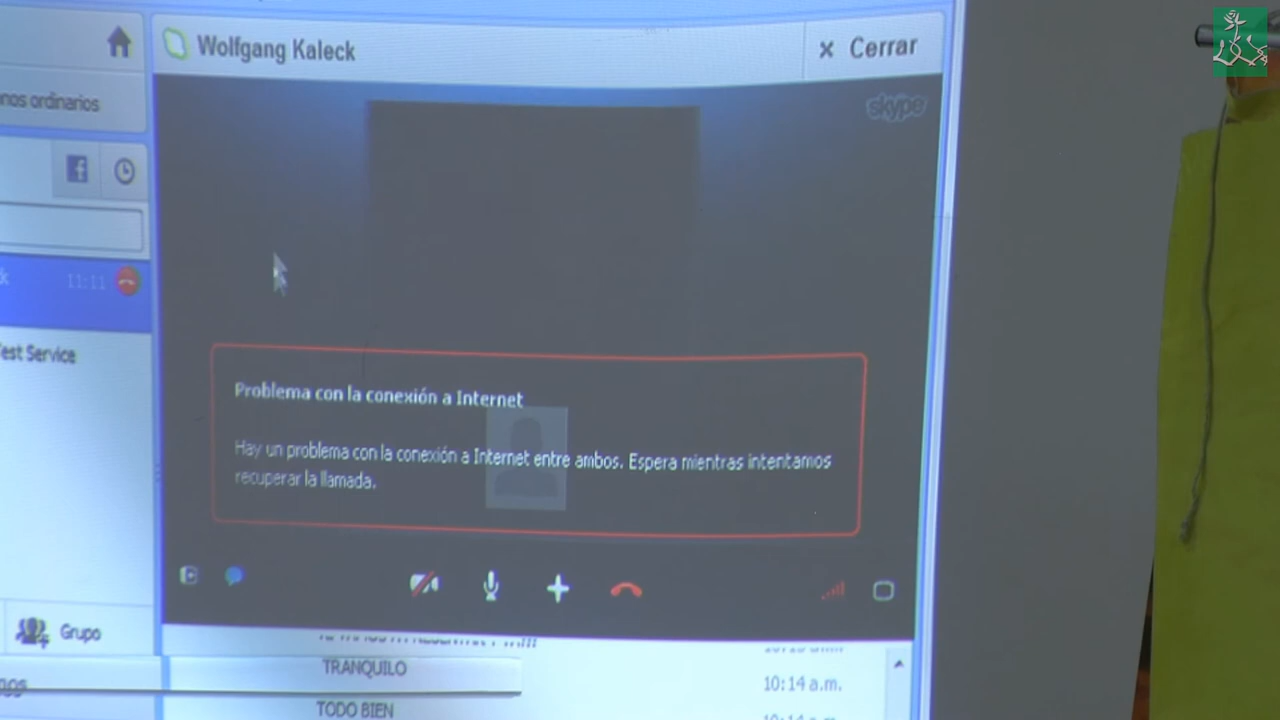 Wolfgang Kaleck
× Cerrar
nos ordinarios
skype
11:11
Test Service
Problema con la conexión a Internet
Hay un problema con la conexión a Internet entre ambos. Espera mientras intentamos
recuperar la llamada.
Grupo
TRANQUILO
10:14 a.m.
TODO BIEN